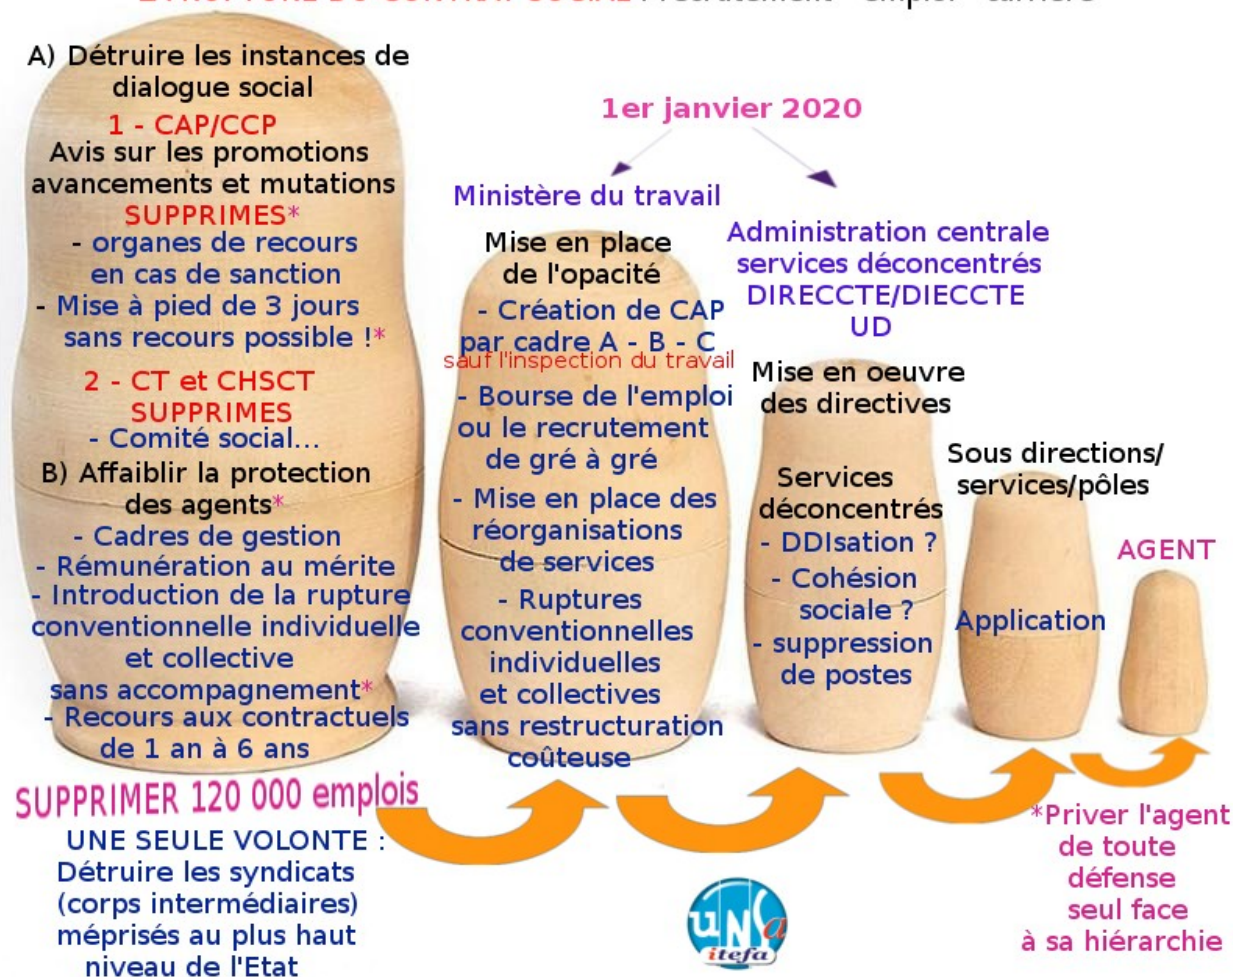 A) Détruire les instances de
dialogue social
1 - CAP/CCP
Avis sur les promotions
avancements et mutations
SUPPRIMES*
- organes de recours
en cas de sanction
- Mise à pied de 3 jours
sans recours possible !*
2 - CT et CHSCT
SUPPRIMES
- Comité social...
B) Affaiblir la protection
des agents*
- Cadres de gestion
- Rémunération au mérite
- Introduction de la rupture
conventionnelle individuelle
et collective
sans accompagnement*
- Recours aux contractuels
de 1 an à 6 ans
SUPPRIMER 120 000 emplois
UNE SEULE VOLONTE :
Détruire les syndicats
(corps intermédiaires)
méprisés au plus haut
niveau de l'Etat
1er janvier 2020
Ministère du travail
Mise en place
de l'opacité
- Création de CAP
par cadre A - B - C
sauf l'inspection du travail
- Bourse de l'emploi
ou le recrutement
de gré à gré
- Mise en place des
réorganisations
de services
- Ruptures
conventionnelles
individuelles
et collectives
sans restructuration
coûteuse
Administration centrale
services déconcentrés
DIRECCTE/DIECCTE
UD
Mise en oeuvre
des directives
Services
déconcentrés
- DDIsation ?
- Cohésion
sociale ?
- suppression
de postes
Sous directions/
services/pôles
Application
AGENT
*Priver l'agent
de toute
défense
seul face
à sa hiérarchie
UNSa
itefa